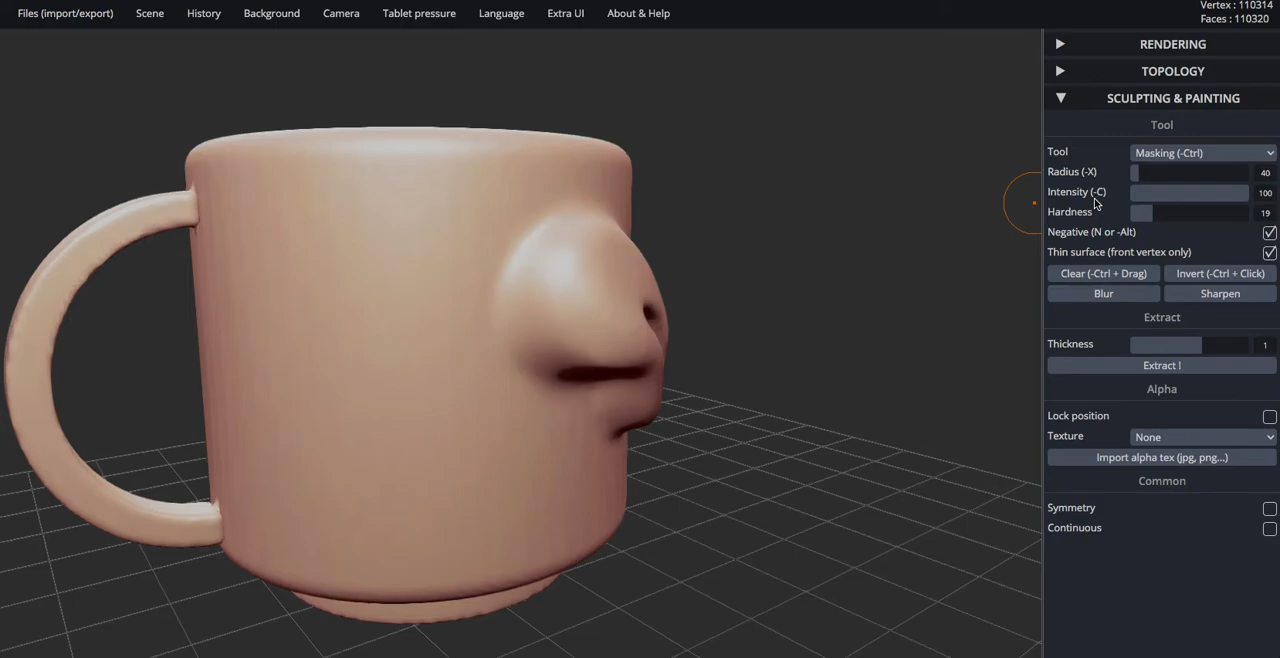 Files (import/export) Scene History Background Camera Tablet pressure Language Extra UI About & Help
Vertex : 110314
Faces : 110320
RENDERING
TOPOLOGY
SCULPTING & PAINTING
Tool
Tool Masking (-Ctrl)
Radius (-X) 40
Intensity (-C) 100
Hardness 19
Negative (N or -Alt)
Thin surface (front vertex only)
Clear (-Ctrl + Drag) Invert (-Ctrl + Click)
Blur Sharpen
Extract
Thickness 1
Extract !
Alpha
Lock position
Texture None
Import alpha tex (jpg, png...)
Common
Symmetry
Continuous